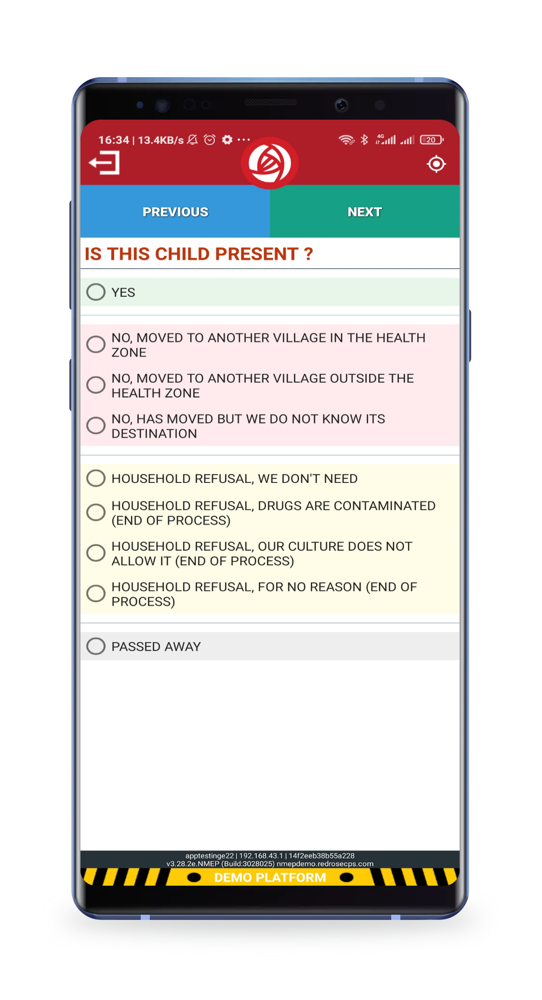 16:34 | 13.4KB/s ... 4G 20
PREVIOUS NEXT
IS THIS CHILD PRESENT ?
YES
NO, MOVED TO ANOTHER VILLAGE IN THE HEALTH
ZONE
NO, MOVED TO ANOTHER VILLAGE OUTSIDE THE
HEALTH ZONE
NO, HAS MOVED BUT WE DO NOT KNOW ITS
DESTINATION
HOUSEHOLD REFUSAL, WE DON'T NEED
HOUSEHOLD REFUSAL, DRUGS ARE CONTAMINATED
(END OF PROCESS)
HOUSEHOLD REFUSAL, OUR CULTURE DOES NOT
ALLOW IT (END OF PROCESS)
HOUSEHOLD REFUSAL, FOR NO REASON (END OF
PROCESS)
PASSED AWAY
apptestinge22 | 192.168.43.1 | 14f2eeb38b55a228
v3.28.2e.NMEP (Build:3028025) nmepdemo.redrosecps.com
DEMO PLATFORM